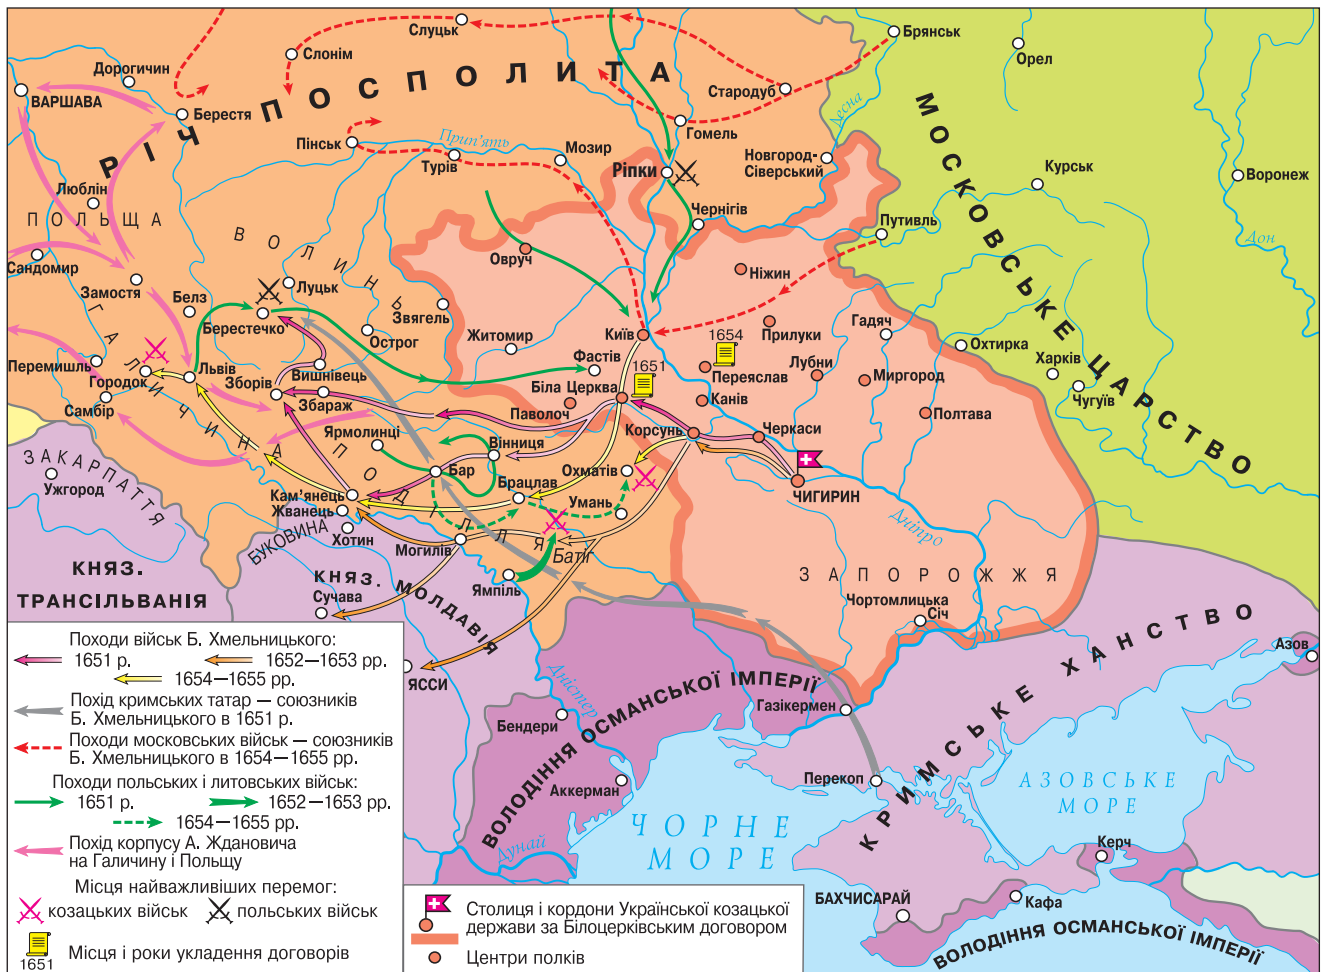 РІЧ ПОСПОЛИТА
МОСКОВСЬКЕ ЦАРСТВО
ПОЛЬЩА
ВОЛИНЬ
ГАЛИЧИНА
ПОДІЛЛЯ
ЗАКАРПАТТЯ
БУКОВИНА
ЗАПОРОЖЖЯ
КНЯЗ.
ТРАНСІЛЬВАНІЯ
КНЯЗ. МОЛДАВІЯ
ВОЛОДІННЯ ОСМАНСЬКОЇ ІМПЕРІЇ
КРИМСЬКЕ ХАНСТВО
ВОЛОДІННЯ ОСМАНСЬКОЇ ІМПЕРІЇ
ЧОРНЕ
МОРЕ
АЗОВСЬКЕ
МОРЕ
Слуцьк
Брянськ
Орел
Слонім
Дорогичин
ВАРШАВА
Берестя
Стародуб
Десна
Гомель
Пінськ
Прип'ять
Турів
Мозир
Новгород-
Сіверський
Ріпки
Курськ
Воронеж
Люблін
Чернігів
Путивль
Дон
Сандомир
Овруч
Ніжин
Замостя
Луцьк
Белз
Берестечко
Звягель
Острог
Житомир
Київ
1654
Прилуки
Гадяч
Охтирка
Харків
Чугуїв
Перемишль
Городок
Львів
Вишнівець
Фастів
1651
Переяслав
Лубни
Миргород
Зборів
Збараж
Самбір
Біла Церква
Паволоч
Канів
Полтава
Ярмолинці
Вінниця
Корсунь
Черкаси
Ужгород
Бар
Охматів
Брацлав
Умань
ЧИГИРИН
Кам'янець
Жванець
Хотин
Могилів
Батіг
Дніпро
Ямпіль
Сучава
Чортомлицька
Січ
Азов
ЯССИ
Дністер
Бендери
Газікермен
Аккерман
Перекоп
Дунай
Керч
БАХЧИСАРАЙ
Кафа
Походи військ Б. Хмельницького:
1651 р.
1652—1653 рр.
1654—1655 рр.
Похід кримських татар — союзників
Б. Хмельницького в 1651 р.
Походи московських військ — союзників
Б. Хмельницького в 1654—1655 рр.
Походи польських і литовських військ:
1651 р.
1652—1653 рр.
1654—1655 рр.
Похід корпусу А. Ждановича
на Галичину і Польщу
Місця найважливіших перемог:
козацьких військ
польських військ
1651
Місця і роки укладення договорів
Столиця і кордони Української козацької
держави за Білоцерківським договором
Центри полків